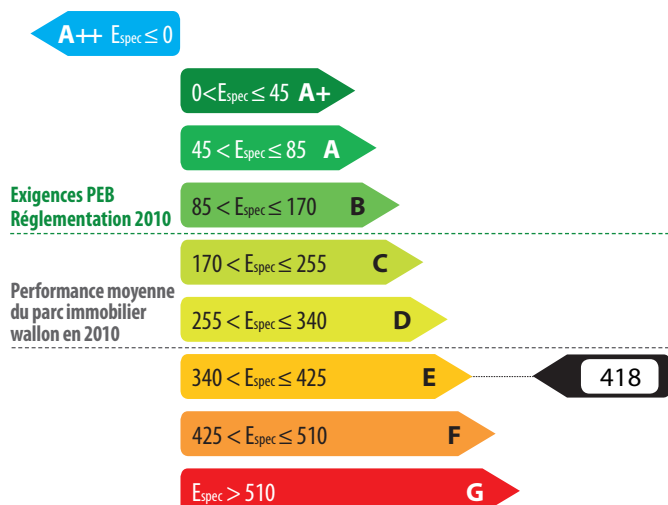 A++ Espec ≤ 0
0<Espec ≤ 45 A+
45 < Espec ≤ 85 A
Exigences PEB
Réglementation 2010
85 < Espec ≤ 170 B
170 < Espec ≤ 255 C
Performance moyenne
du parc immobilier
wallon en 2010
255 < Espec ≤ 340 D
340 < Espec ≤ 425 E
418
425 < Espec ≤ 510 F
Espec > 510 G